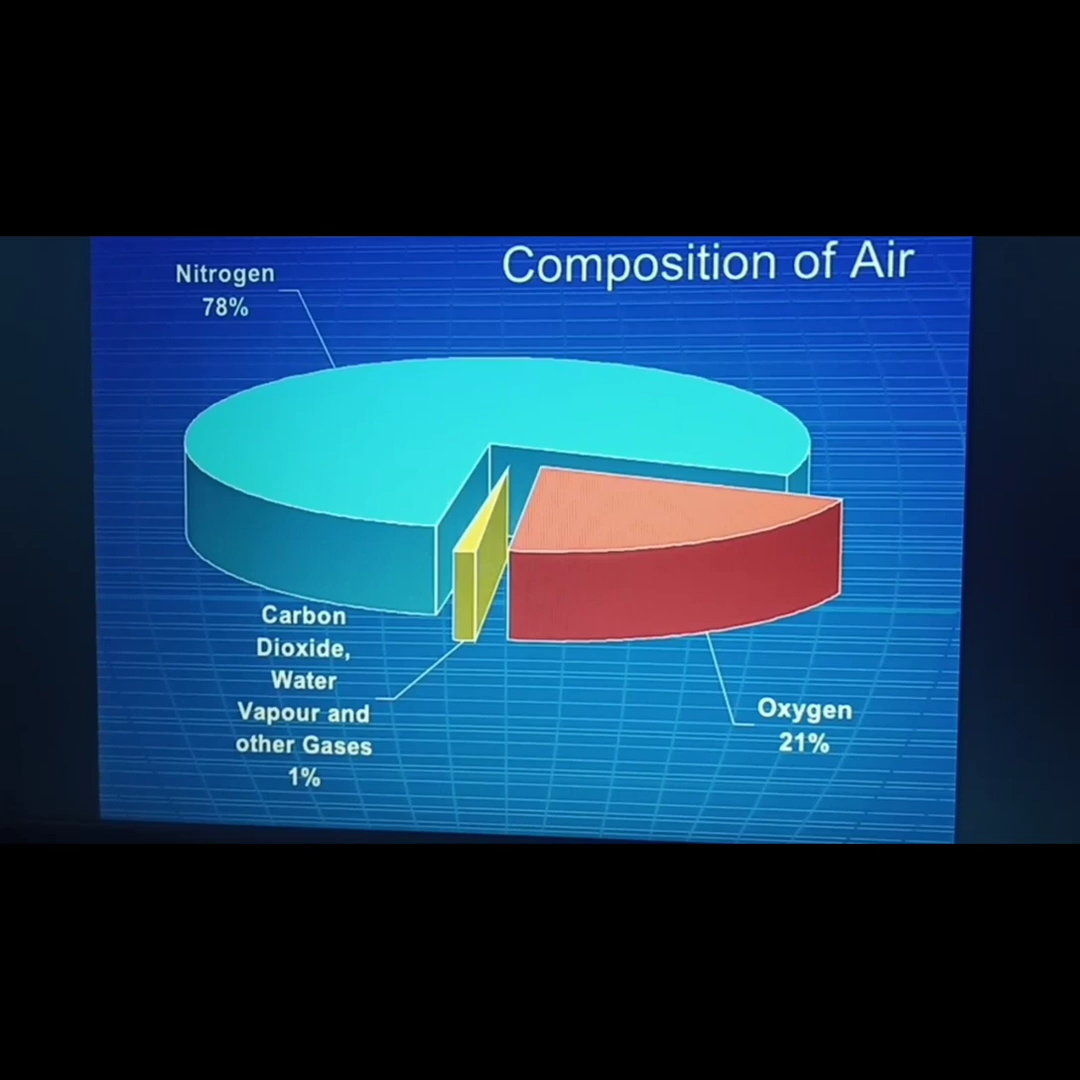 Composition of Air
Nitrogen
78%
Carbon
Dioxide,
Water
Vapour and
other Gases
1%
Oxygen
21%